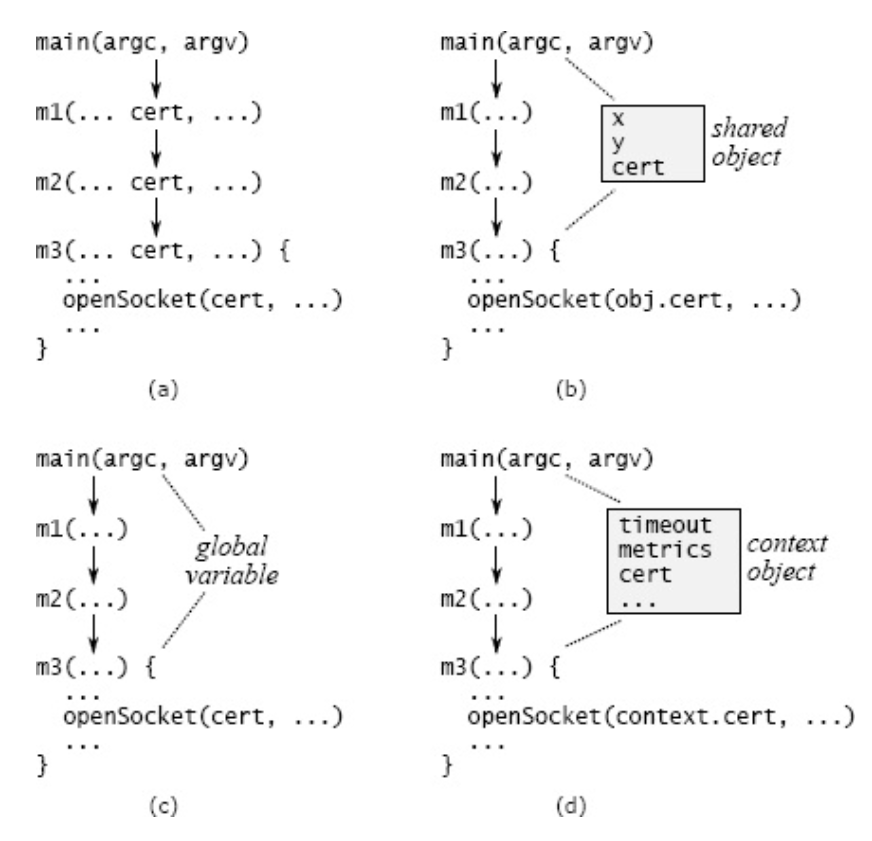 main(argc, argv)
m1(... cert, ...)
m2(... cert, ...)
m3(... cert, ...) {
...
openSocket(cert, ...)
...
}
(a)
main(argc, argv)
m1(...)
m2(...)
x
y
cert
shared
object
m3(...) {
...
openSocket(obj.cert, ...)
...
}
(b)
main(argc, argv)
m1(...)
m2(...)
global
variable
m3(...) {
...
openSocket(cert, ...)
...
}
(c)
main(argc, argv)
m1(...)
m2(...)
timeout
metrics
cert
...
context
object
m3(...) {
...
openSocket(context.cert, ...)
...
}
(d)